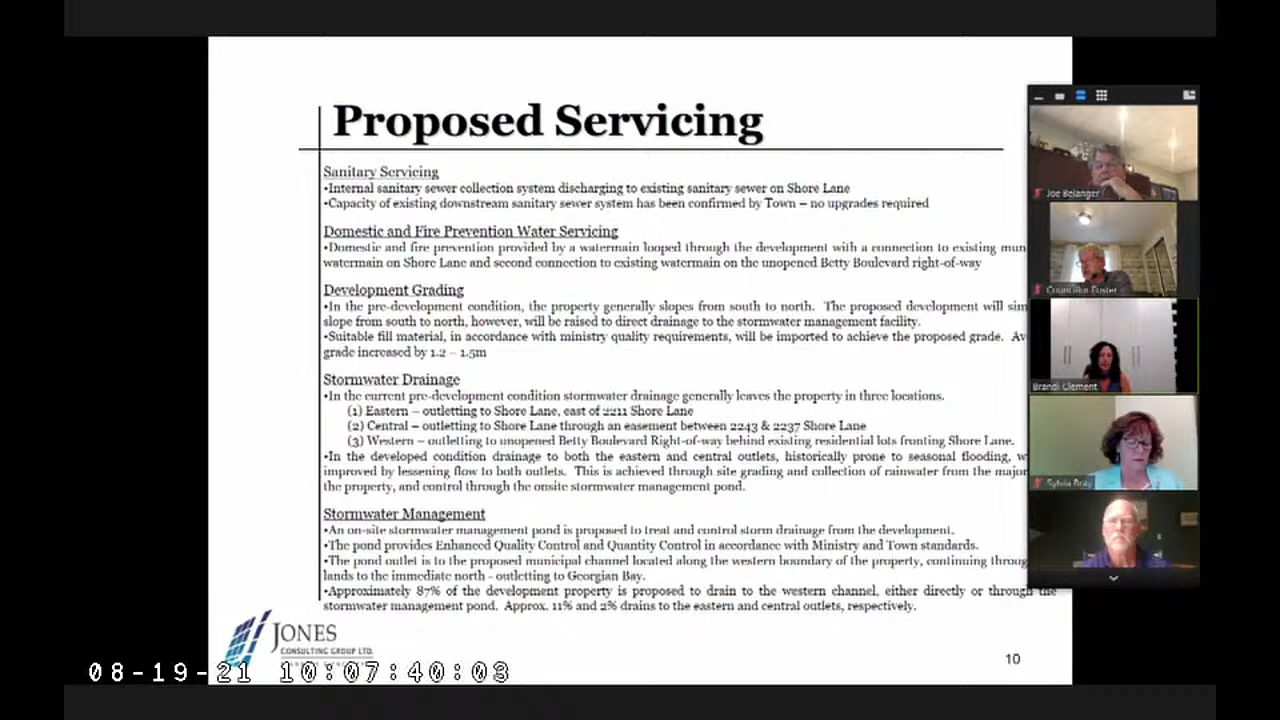 Proposed Servicing
Sanitary Servicing
•Internal sanitary sewer collection system discharging to existing sanitary sewer on Shore Lane
•Capacity of existing downstream sanitary sewer system has been confirmed by Town – no upgrades required
Domestic and Fire Prevention Water Servicing
•Domestic and fire prevention provided by a watermain looped through the development with a connection to existing mun
watermain on Shore Lane and second connection to existing watermain on the unopened Betty Boulevard right-of-way
Development Grading
•In the pre-development condition, the property generally slopes from south to north. The proposed development will sim
slope from south to north, however, will be raised to direct drainage to the stormwater management facility.
•Suitable fill material, in accordance with ministry quality requirements, will be imported to achieve the proposed grade. Av
grade increased by 1.2 – 1.5m
Stormwater Drainage
•In the current pre-development condition stormwater drainage generally leaves the property in three locations.
(1) Eastern – outletting to Shore Lane, east of 2211 Shore Lane
(2) Central – outletting to Shore Lane through an easement between 2243 & 2237 Shore Lane
(3) Western – outletting to unopened Betty Boulevard Right-of-way behind existing residential lots fronting Shore Lane.
•In the developed condition drainage to both the eastern and central outlets, historically prone to seasonal flooding, w
improved by lessening flow to both outlets. This is achieved through site grading and collection of rainwater from the major
the property, and control through the onsite stormwater management pond.
Stormwater Management
•An on-site stormwater management pond is proposed to treat and control storm drainage from the development.
•The pond provides Enhanced Quality Control and Quantity Control in accordance with Ministry and Town standards.
•The pond outlet is to the proposed municipal channel located along the western boundary of the property, continuing throug
lands to the immediate north - outletting to Georgian Bay.
•Approximately 87% of the development property is proposed to drain to the western channel, either directly or through the
stormwater management pond. Approx. 11% and 2% drains to the eastern and central outlets, respectively.
JONES
CONSULTING GROUP LTD.
10
08-19-21 10:07:40:03
Joe Belanger
Councillor Foster
Brandi Clement
Sylvia Bray